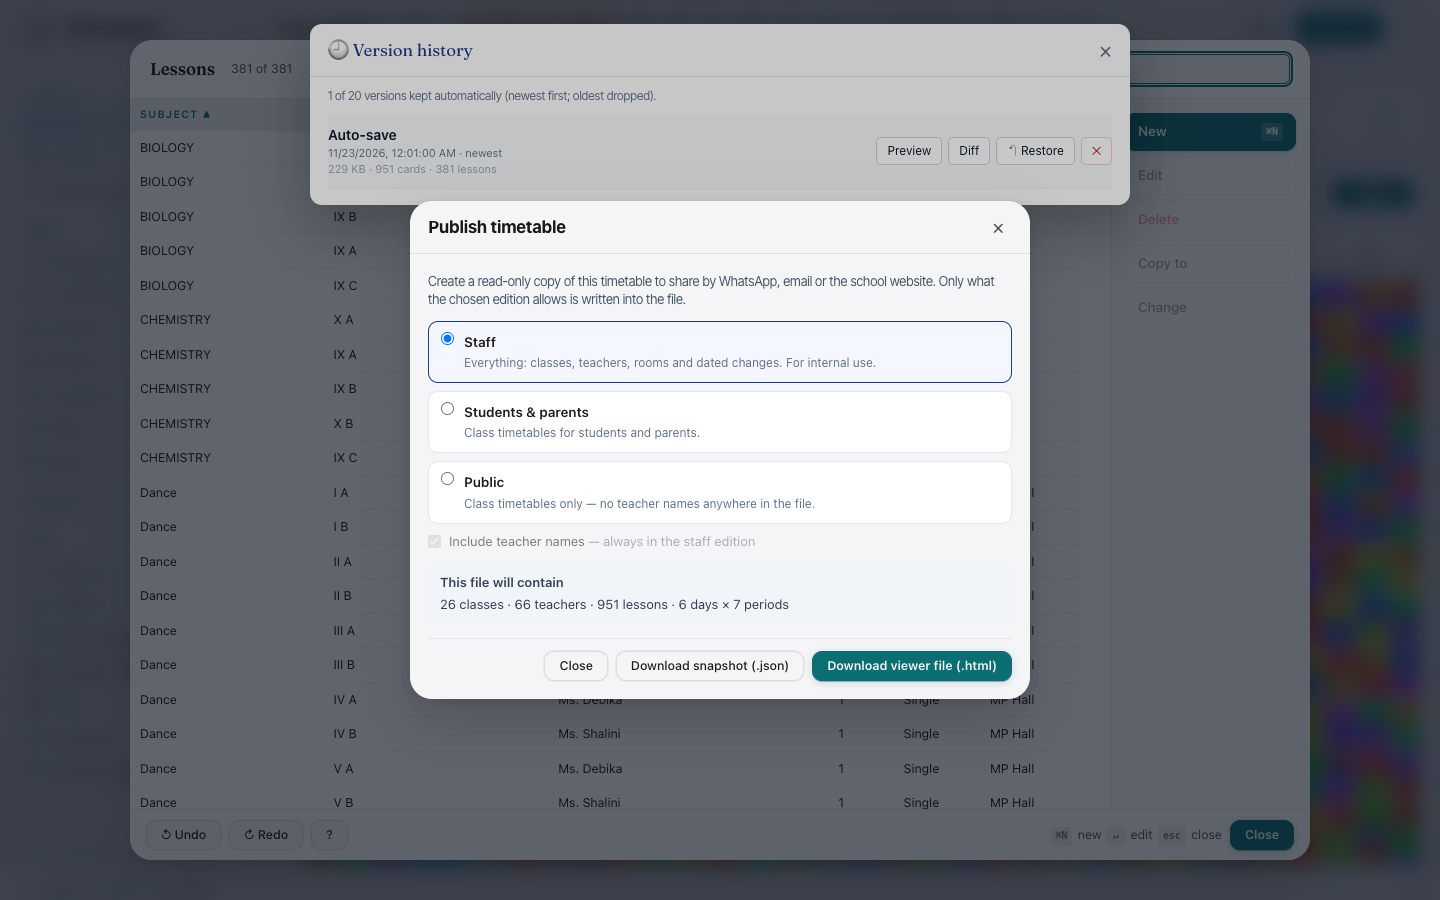 🕘 Version history
×
1 of 20 versions kept automatically (newest first; oldest dropped).
Auto-save
11/23/2026, 12:01:00 AM · newest
229 KB · 951 cards · 381 lessons
Preview
Diff
Restore
×
Lessons 381 of 381
SUBJECT ▲
BIOLOGY
BIOLOGY
BIOLOGY IX B
BIOLOGY IX A
BIOLOGY IX C
CHEMISTRY X A
CHEMISTRY IX A
CHEMISTRY IX B
CHEMISTRY X B
CHEMISTRY IX C
Dance I A
Dance I B
Dance II A
Dance II B
Dance III A
Dance III B
Dance IV A Ms. Debika 1 Single MP Hall
Dance IV B Ms. Shalini 1 Single MP Hall
Dance V A Ms. Debika 1 Single MP Hall
Dance V B Ms. Shalini 1 Single MP Hall
New ⌘N
Edit
Delete
Copy to
Change
Publish timetable
×
Create a read-only copy of this timetable to share by WhatsApp, email or the school website. Only what
the chosen edition allows is written into the file.
Staff
Everything: classes, teachers, rooms and dated changes. For internal use.
Students & parents
Class timetables for students and parents.
Public
Class timetables only — no teacher names anywhere in the file.
Include teacher names — always in the staff edition
This file will contain
26 classes · 66 teachers · 951 lessons · 6 days × 7 periods
Close
Download snapshot (.json)
Download viewer file (.html)
↺ Undo
↻ Redo
?
⌘N new ↵ edit esc close
Close